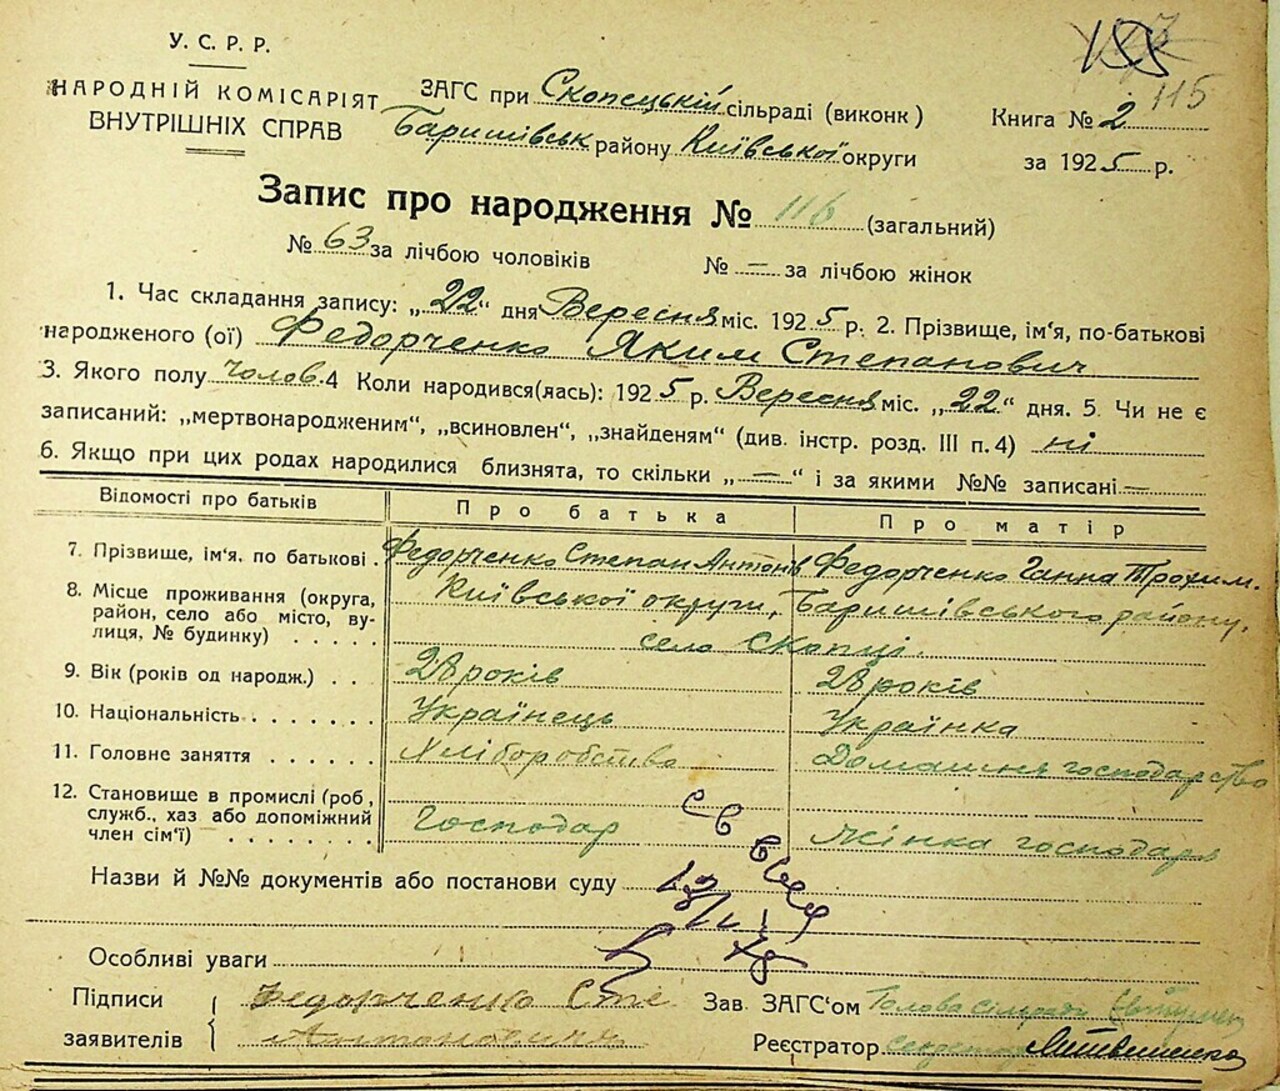 У. С. Р. Р.
НАРОДНІЙ КОМІСАРІЯТ
ВНУТРІШНІХ СПРАВ
ЗАГС при Скопецькій сільраді (виконк)
Баришівськ району Київської округи
115
Книга № 2
за 1925 р.
Запис про народження № 116 (загальний)
№ 63 за лічбою чоловіків № — за лічбою жінок
1. Час складання запису: „22“ дня Вересня міс. 1925 р. 2. Прізвище, ім'я, по-батькові
народженого (ої) Федорченко Яким Степанович
3. Якого полу Чолов. 4 Коли народився(ялась): 1925 р. Вересня міс. „22“ дня. 5. Чи не є
записаний: „мертвонародженим“, „всиновлен“, „знайденям“ (див. інстр. розд. III п. 4) ні
6. Якщо при цих родах народилися близнята, то скільки „—“ і за якими №№ записані —
Відомості про батьків Про батька Про матір
7. Прізвище, ім'я, по батькові . Федорченко Степан Антонів Федорченко Ганна Трохим.
8. Місце проживання (округа, район, село або місто, вулиця, № будинку) . . . . . Київської округи, Баришівського району,
село Скопці.
9. Вік (років од народж.) . . 28 років 28 років
10. Національність . . . . . . . Українець Українка
11. Головне заняття . . . . . . Хліборобство Домашнє господарство
12. Становище в промислі (роб., служб., хаз або допоміжний член сім'ї) . . . . . . . . Господар Жінка господаря
Назви й №№ документів або постанови суду
Особливі уваги
Підписи Федорченко Сте
заявителів Антонович
Зав. ЗАГС'ом Голова сільради
Реєстратор секретар